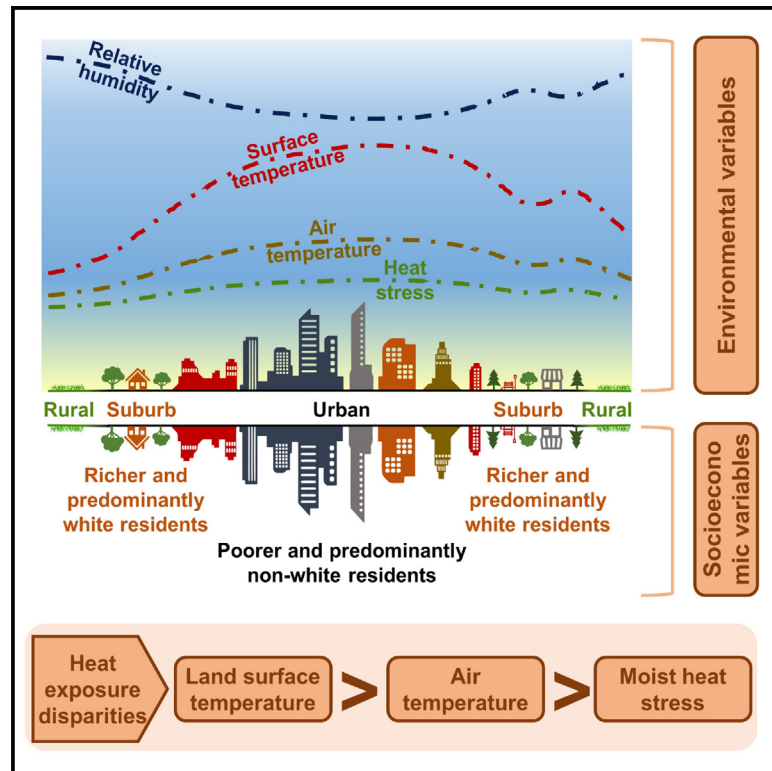 Relative
humidity
Surface
temperature
Air
temperature
Heat
stress
Environmental variables
Rural
Suburb
Urban
Suburb
Rural
Richer and
predominantly
white residents
Richer and
predominantly
white residents
Poorer and predominantly
non-white residents
Socioecono
mic variables
Heat
exposure
disparities
Land surface
temperature
>
Air
temperature
>
Moist heat
stress